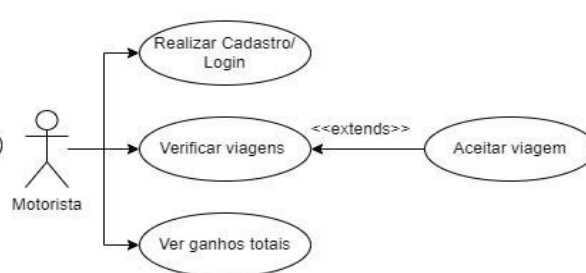 Realizar Cadastro/
Login
<<extends>>
Verificar viagens
Aceitar viagem
Motorista
Ver ganhos totais